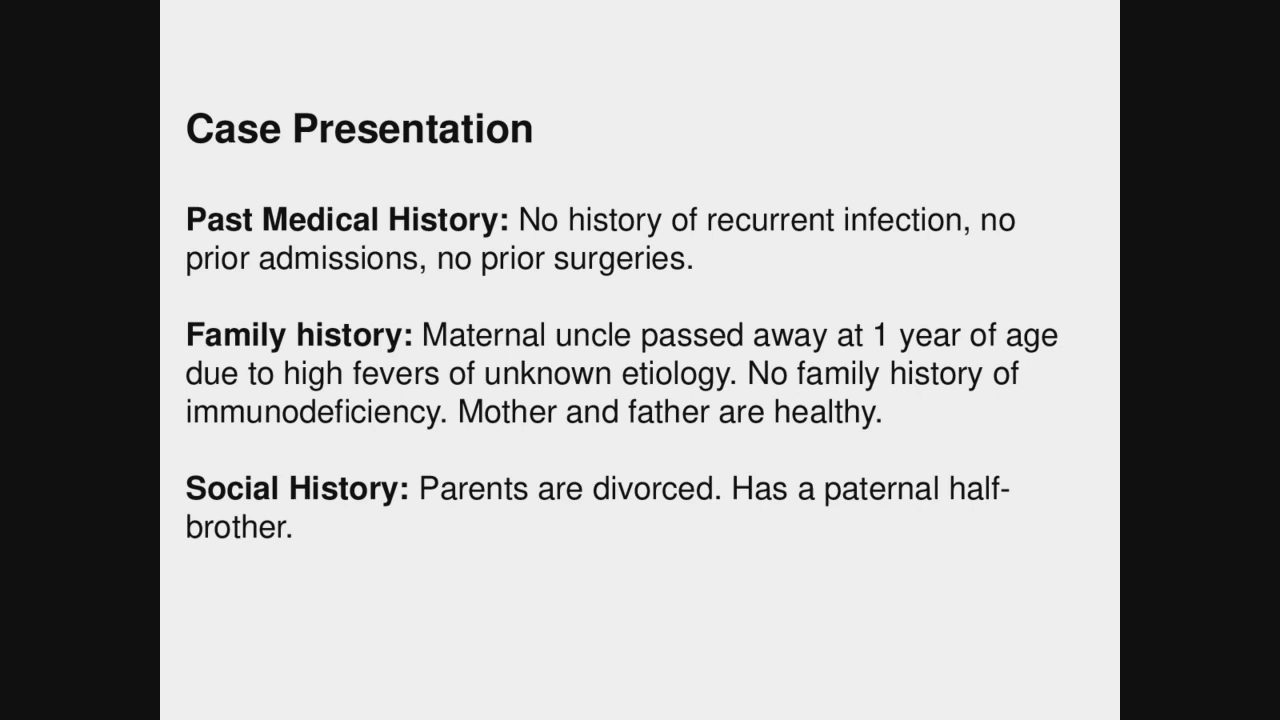 Case Presentation
Past Medical History: No history of recurrent infection, no
prior admissions, no prior surgeries.
Family history: Maternal uncle passed away at 1 year of age
due to high fevers of unknown etiology. No family history of
immunodeficiency. Mother and father are healthy.
Social History: Parents are divorced. Has a paternal half-
brother.